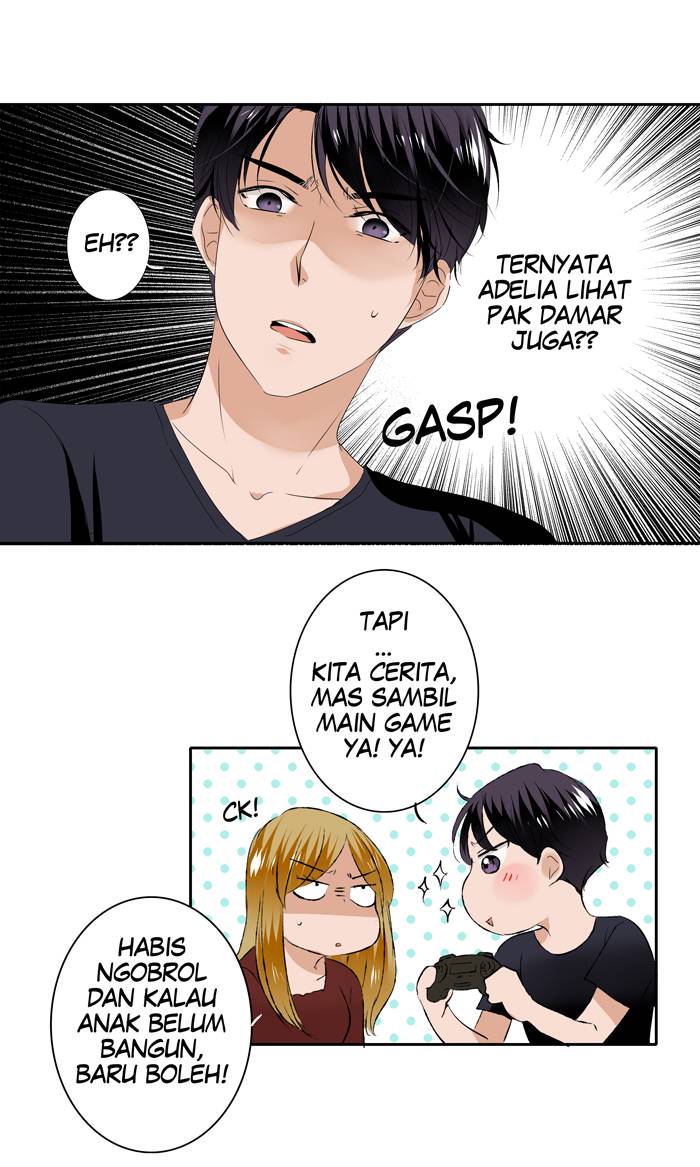 EH??
TERNYATA
ADELIA LIHAT
PAK DAMAR
JUGA??
GASP!
TAPI
...
KITA CERITA,
MAS SAMBIL
MAIN GAME
YA! YA!
CK!
HABIS
NGOBROL
DAN KALAU
ANAK BELUM
BANGUN,
BARU BOLEH!